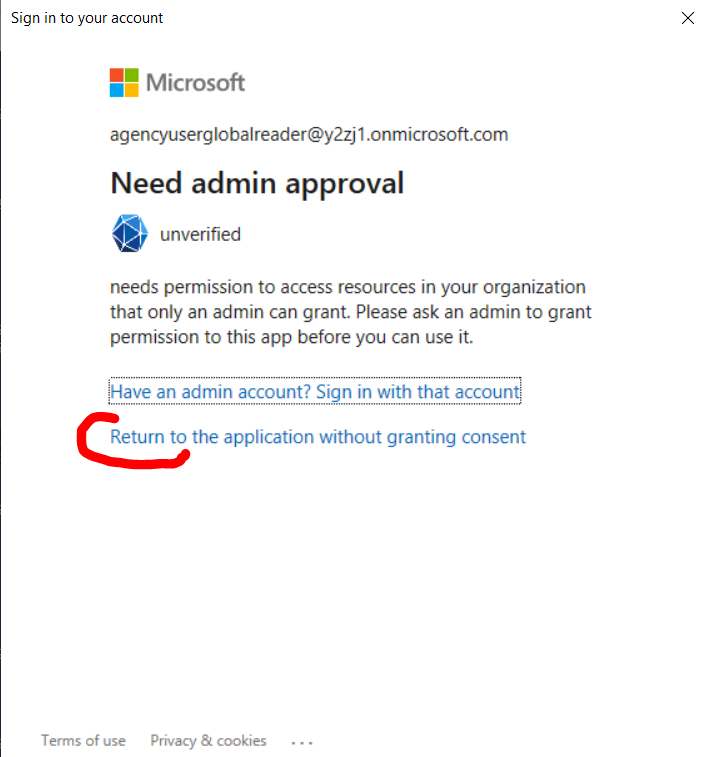 Sign in to your account
Microsoft
agencyuserglobalreader@y2zj1.onmicrosoft.com
Need admin approval
unverified
needs permission to access resources in your organization
that only an admin can grant. Please ask an admin to grant
permission to this app before you can use it.
Have an admin account? Sign in with that account
Return to the application without granting consent
Terms of use Privacy & cookies ...